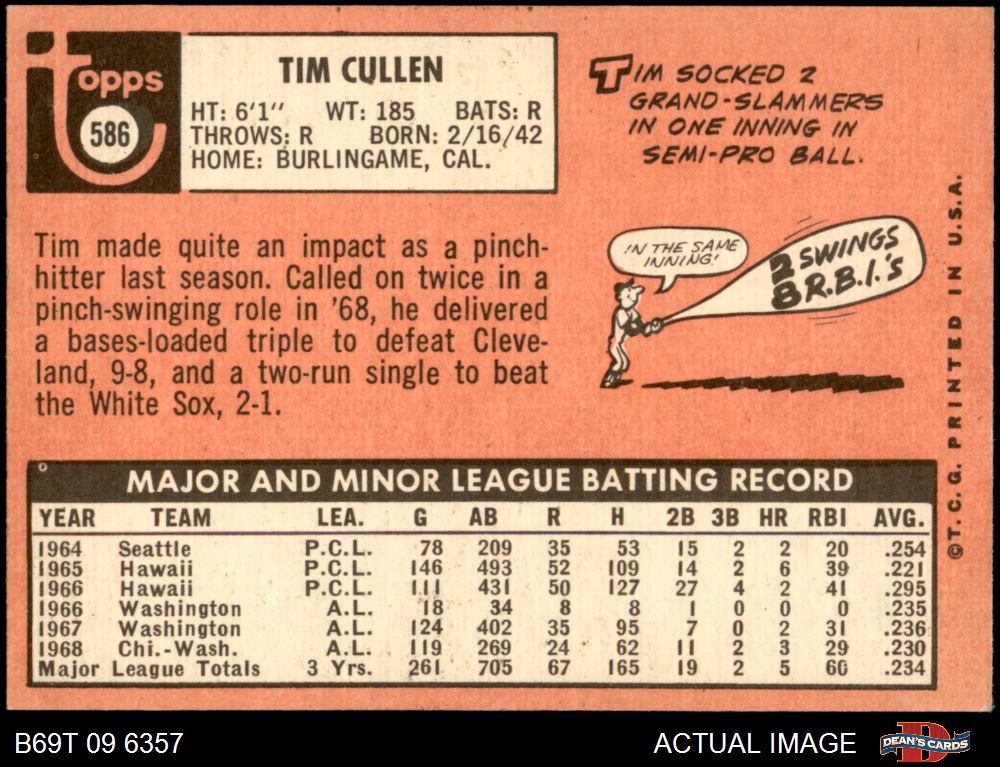 Topps
586
TIM CULLEN
HT: 6'1" WT: 185 BATS: R
THROWS: R BORN: 2/16/42
HOME: BURLINGAME, CAL.
TIM SOCKED 2
GRAND-SLAMMERS
IN ONE INNING IN
SEMI-PRO BALL.
IN THE SAME
INNING!
2 SWINGS
8 R.B.I.'S
Tim made quite an impact as a pinch-
hitter last season. Called on twice in a
pinch-swinging role in '68, he delivered
a bases-loaded triple to defeat Cleve-
land, 9-8, and a two-run single to beat
the White Sox, 2-1.
©T.C.G. PRINTED IN U.S.A.
MAJOR AND MINOR LEAGUE BATTING RECORD
YEAR TEAM LEA. G AB R H 2B 3B HR RBI AVG.
1964 Seattle P.C.L. 78 209 35 53 15 2 2 20 .254
1965 Hawaii P.C.L. 146 493 52 109 14 2 6 39 .221
1966 Hawaii P.C.L. 111 431 50 127 27 4 2 41 .295
1966 Washington A.L. 18 34 8 8 1 0 0 0 .235
1967 Washington A.L. 124 402 35 95 7 0 2 31 .236
1968 Chi.-Wash. A.L. 119 269 24 62 11 2 3 29 .230
Major League Totals 3 Yrs. 261 705 67 165 19 2 5 60 .234
B69T 09 6357
ACTUAL IMAGE
D
DEAN'S CARDS